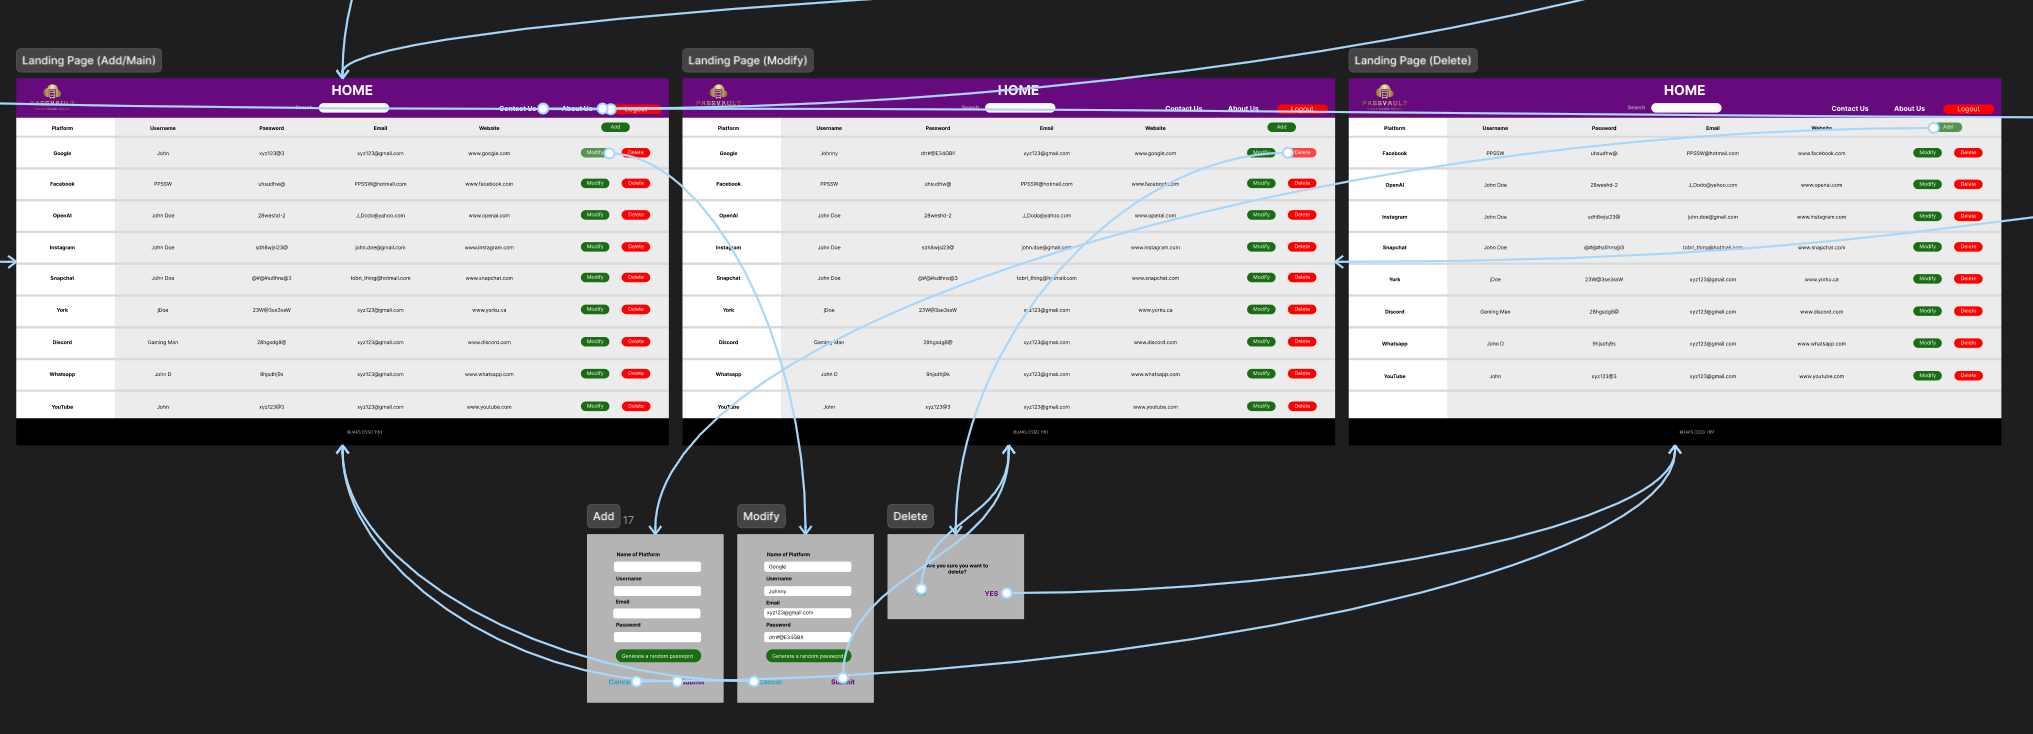 Landing Page (Add/Main)
HOME
PASSVAULT
Search
Contact Us
About Us
Logout
Platform Username Password Email Website Add
Google John xyz123@3 xyz123@gmail.com www.google.com Modify Delete
Facebook PPSSW uhsudhw@ PPSSW@hotmail.com www.facebook.com Modify Delete
OpenAI John Doe 28weshd-2 J_Dodo@yahoo.com www.openai.com Modify Delete
Instagram John Doe sdh8wjsi23@ john.doe@gmail.com www.instagram.com Modify Delete
Snapchat John Doe @#@#sdihns@3 tobri_thing@hotmail.com www.snapchat.com Modify Delete
York jDoe 23W@3se3ssW xyz123@gmail.com www.yorku.ca Modify Delete
Discord Gaming Man 28hgsdg8@ xyz123@gmail.com www.discord.com Modify Delete
Whatsapp John D 9hjsdhj9s xyz123@gmail.com www.whatsapp.com Modify Delete
YouTube John xyz123@3 xyz123@gmail.com www.youtube.com Modify Delete
Landing Page (Modify)
HOME
PASSVAULT
Search
Contact Us
About Us
Logout
Platform Username Password Email Website Add
Google Johnny dtr#@E34GB!! xyz123@gmail.com www.google.com Modify Delete
Facebook PPSSW uhsudhw@ PPSSW@hotmail.com www.facebook.com Modify Delete
OpenAI John Doe 28weshd-2 J_Dodo@yahoo.com www.openai.com Modify Delete
Instagram John Doe sdh8wjsi23@ john.doe@gmail.com www.instagram.com Modify Delete
Snapchat John Doe @#@#sdihns@3 tobri_thing@hotmail.com www.snapchat.com Modify Delete
York jDoe 23W@3se3ssW xyz123@gmail.com www.yorku.ca Modify Delete
Discord Gaming Man 28hgsdg8@ xyz123@gmail.com www.discord.com Modify Delete
Whatsapp John D 9hjsdhj9s xyz123@gmail.com www.whatsapp.com Modify Delete
YouTube John xyz123@3 xyz123@gmail.com www.youtube.com Modify Delete
Landing Page (Delete)
HOME
PASSVAULT
Search
Contact Us
About Us
Logout
Platform Username Password Email Website Add
Facebook PPSSW uhsudhw@ PPSSW@hotmail.com www.facebook.com Modify Delete
OpenAI John Doe 28weshd-2 J_Dodo@yahoo.com www.openai.com Modify Delete
Instagram John Doe sdh8wjsi23@ john.doe@gmail.com www.instagram.com Modify Delete
Snapchat John Doe @#@#sdihns@3 tobri_thing@hotmail.com www.snapchat.com Modify Delete
York jDoe 23W@3se3ssW xyz123@gmail.com www.yorku.ca Modify Delete
Discord Gaming Man 28hgsdg8@ xyz123@gmail.com www.discord.com Modify Delete
Whatsapp John D 9hjsdhj9s xyz123@gmail.com www.whatsapp.com Modify Delete
YouTube John xyz123@3 xyz123@gmail.com www.youtube.com Modify Delete
Add 17
Name of Platform
Username
Email
Password
Generate a random password
Cancel Submit
Modify
Name of Platform
Google
Username
Johnny
Email
xyz123@gmail.com
Password
dtr#@E34GB!!
Generate a random password
Cancel Submit
Delete
Are you sure you want to
delete?
YES